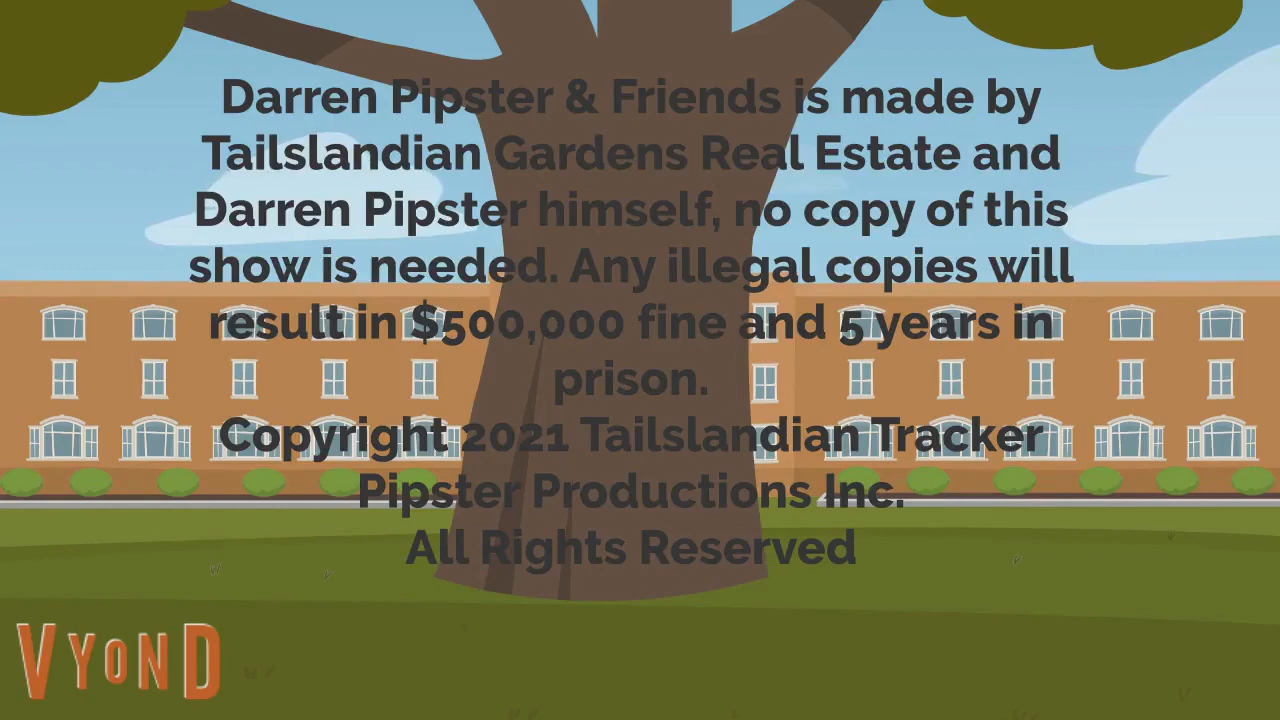 Darren Pipster & Friends is made by
Tailslandian Gardens Real Estate and
Darren Pipster himself, no copy of this
show is needed. Any illegal copies will
result in $500,000 fine and 5 years in
prison.
Copyright 2021 Tailslandian Tracker
Pipster Productions Inc.
All Rights Reserved
VYOND